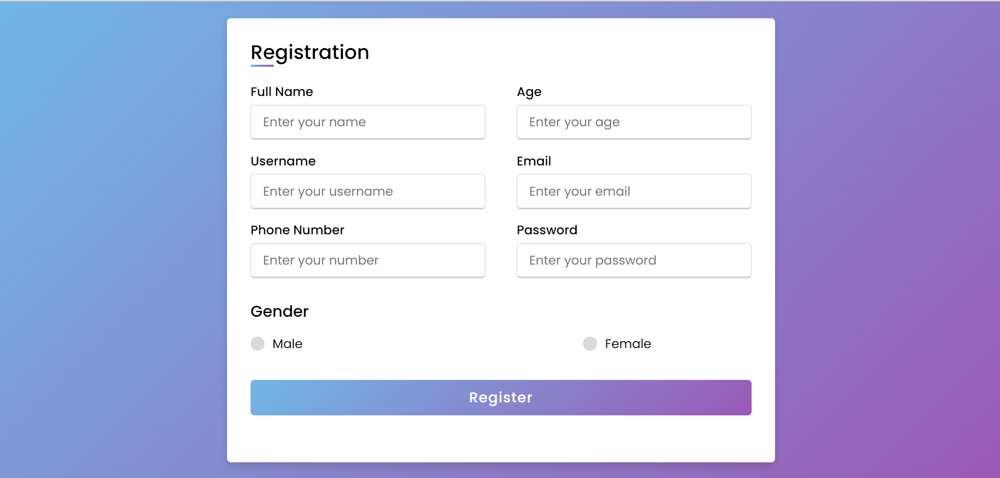 Registration
Full Name
Age
Enter your name
Enter your age
Username
Email
Enter your username
Enter your email
Phone Number
Password
Enter your number
Enter your password
Gender
Male
Female
Register